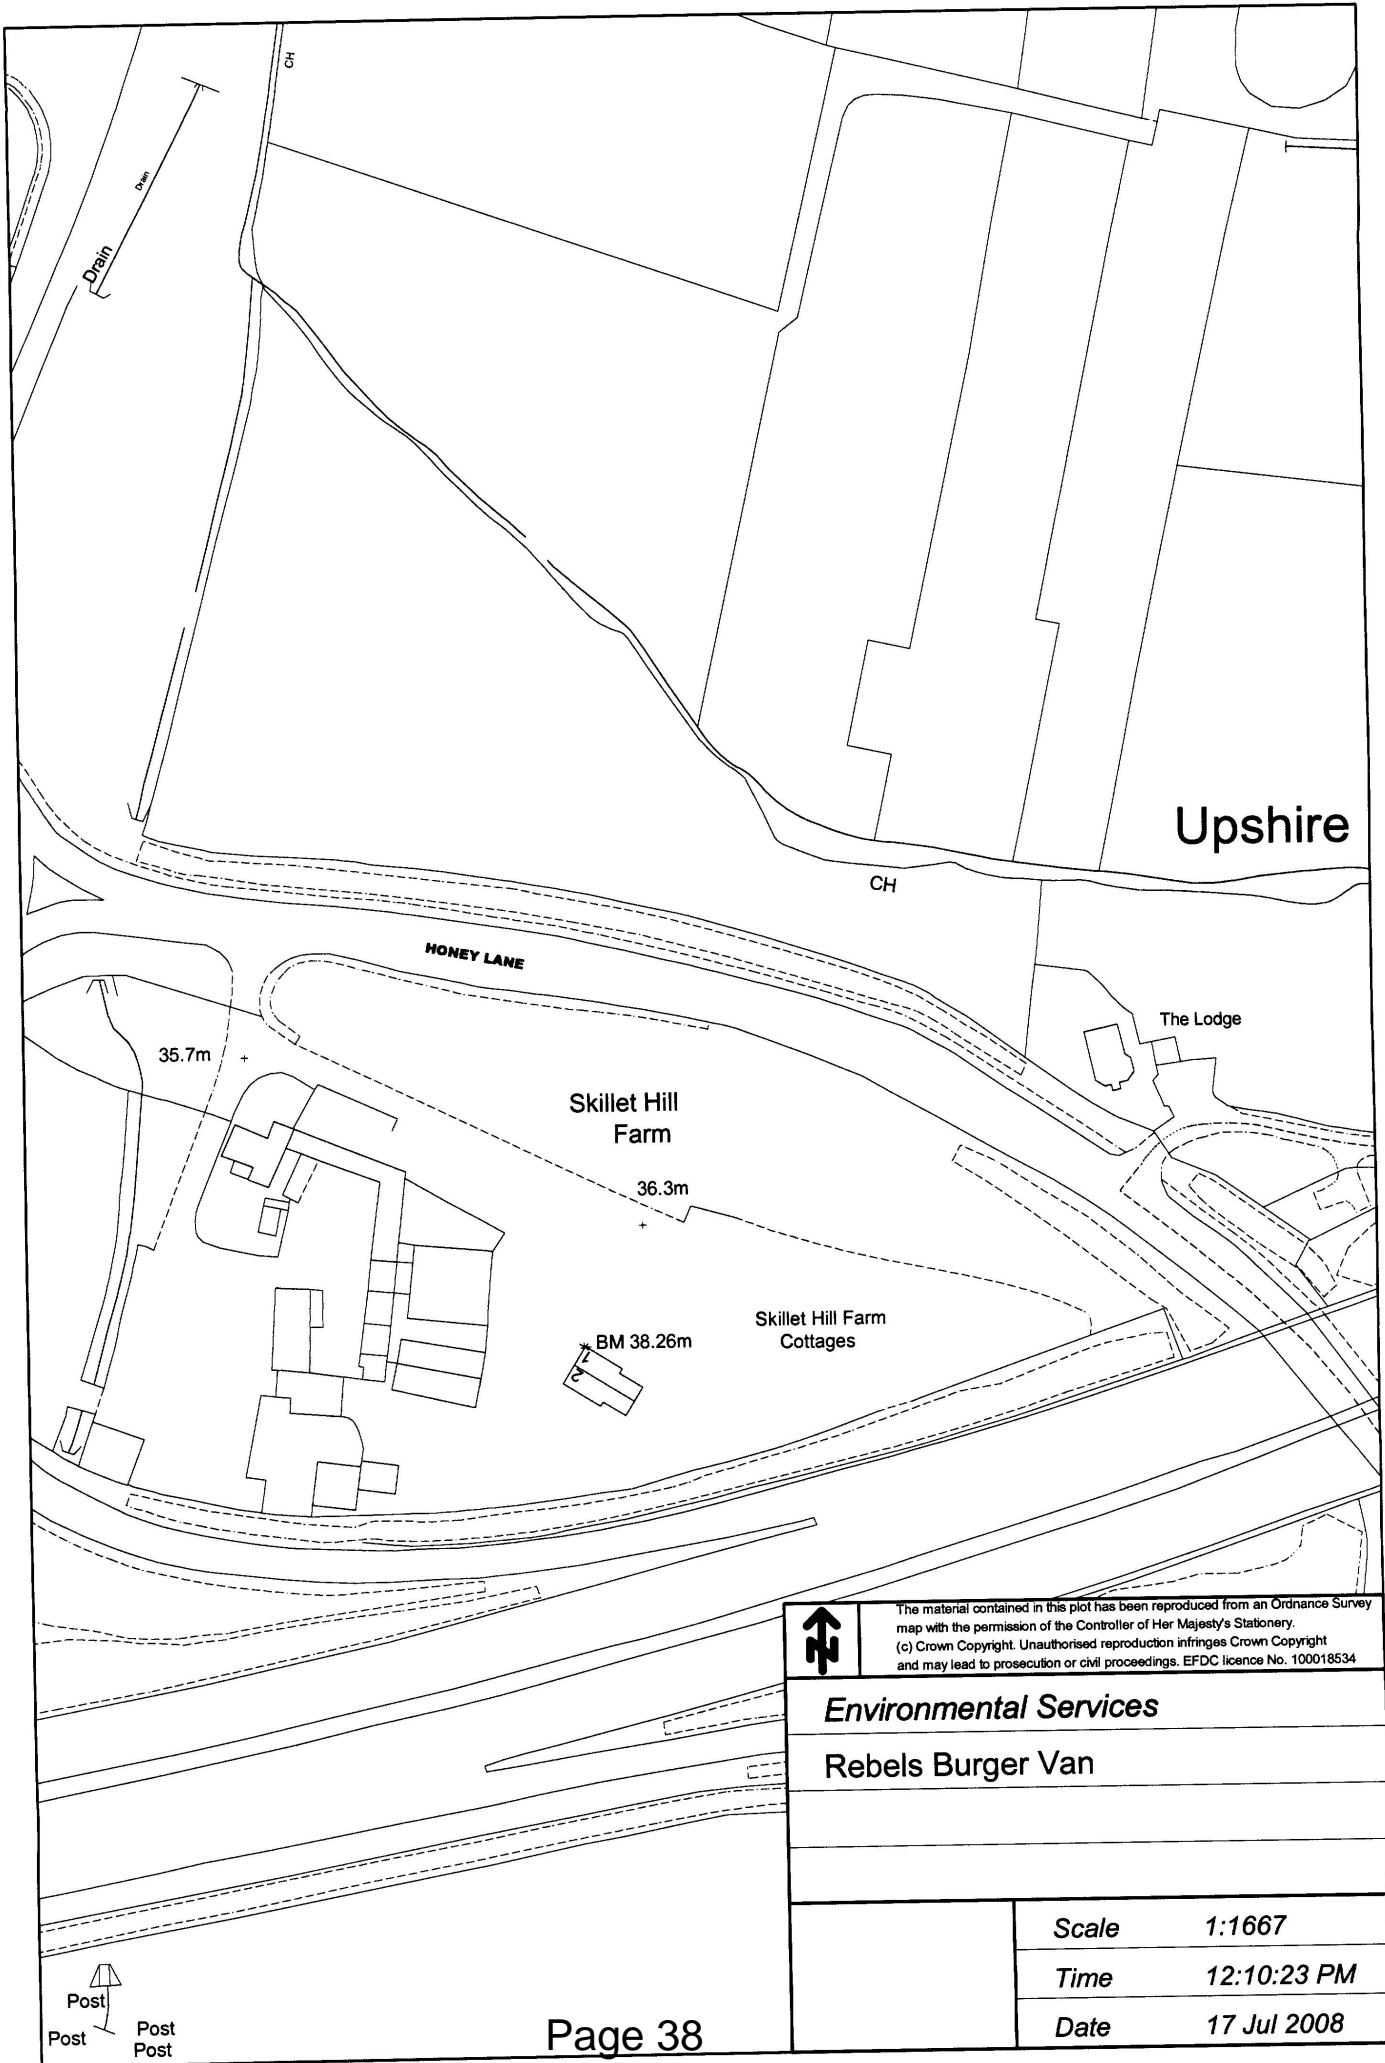 CH
Drain
Drain
Upshire
CH
HONEY LANE
The Lodge
35.7m
Skillet Hill
Farm
36.3m
Skillet Hill Farm
Cottages
BM 38.26m
1
2
N
The material contained in this plot has been reproduced from an Ordnance Survey
map with the permission of the Controller of Her Majesty's Stationery.
(c) Crown Copyright. Unauthorised reproduction infringes Crown Copyright
and may lead to prosecution or civil proceedings. EFDC licence No. 100018534
Environmental Services
Rebels Burger Van
Scale 1:1667
Time 12:10:23 PM
Date 17 Jul 2008
Post
Post
Post
Post
Page 38